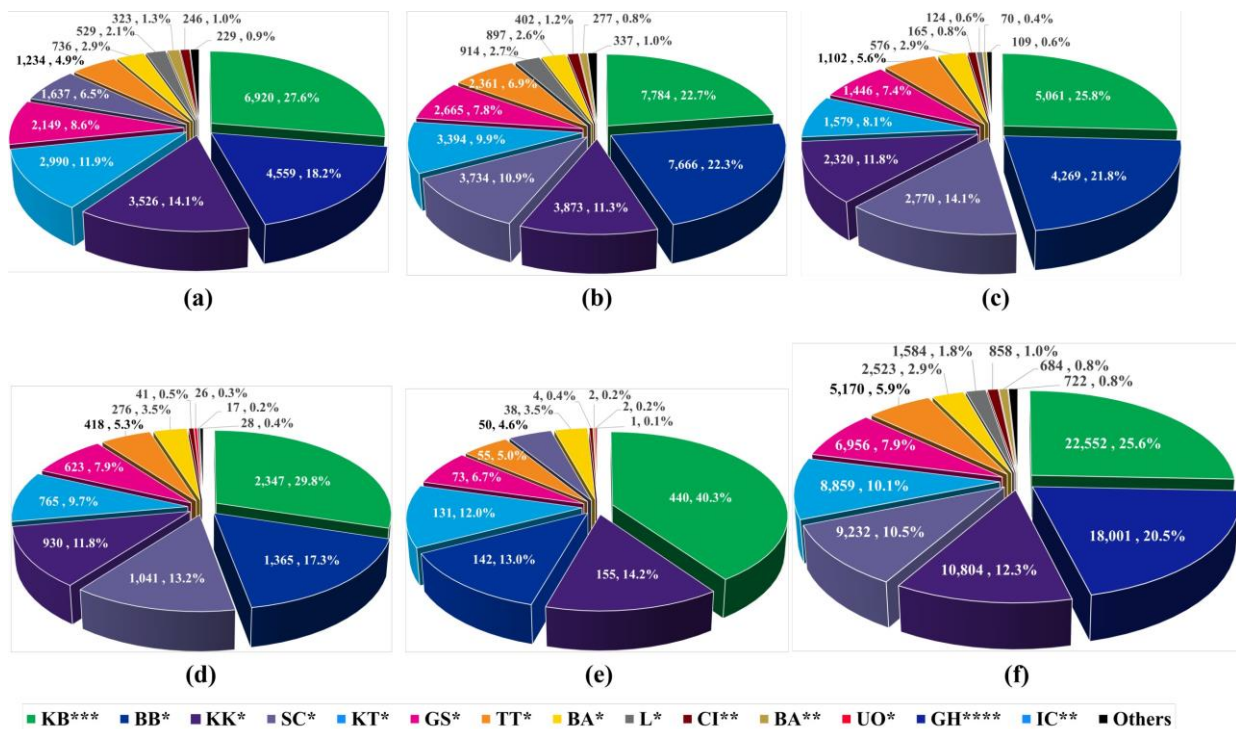 323 , 1.3%
246 , 1.0%
529 , 2.1%
229 , 0.9%
736 , 2.9%
1,234 , 4.9%
1,637 , 6.5%
6,920 , 27.6%
2,149 , 8.6%
2,990 , 11.9%
4,559 , 18.2%
3,526 , 14.1%
(a)
402 , 1.2%
277 , 0.8%
897 , 2.6%
337 , 1.0%
914 , 2.7%
2,361 , 6.9%
7,784 , 22.7%
2,665 , 7.8%
3,394 , 9.9%
7,666 , 22.3%
3,734 , 10.9%
3,873 , 11.3%
(b)
124 , 0.6%
70 , 0.4%
165 , 0.8%
109 , 0.6%
576 , 2.9%
1,102 , 5.6%
1,446 , 7.4%
5,061 , 25.8%
1,579 , 8.1%
2,320 , 11.8%
4,269 , 21.8%
2,770 , 14.1%
(c)
41 , 0.5%
26 , 0.3%
276 , 3.5%
17 , 0.2%
418 , 5.3%
28 , 0.4%
623 , 7.9%
2,347 , 29.8%
765 , 9.7%
930 , 11.8%
1,365 , 17.3%
1,041 , 13.2%
(d)
4, 0.4%
2, 0.2%
38, 3.5%
2, 0.2%
50, 4.6%
1, 0.1%
55, 5.0%
73, 6.7%
440, 40.3%
131, 12.0%
142, 13.0%
155, 14.2%
(e)
1,584 , 1.8%
858 , 1.0%
2,523 , 2.9%
684 , 0.8%
5,170 , 5.9%
722 , 0.8%
6,956 , 7.9%
22,552 , 25.6%
8,859 , 10.1%
9,232 , 10.5%
18,001 , 20.5%
10,804 , 12.3%
(f)
KB*** BB* KK* SC* KT* GS* TT* BA* L* CI** BA** UO* GH**** IC** Others